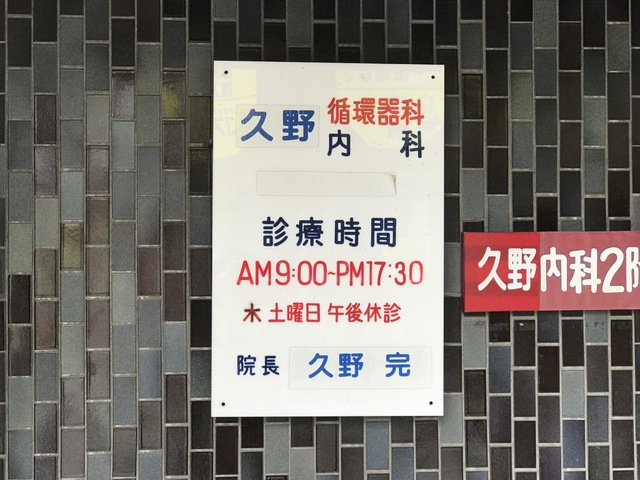 久野 循環器科
内科
診療時間
AM9:00~PM17:30
木 土曜日 午後休診
院長 久野 完
久野内科2階